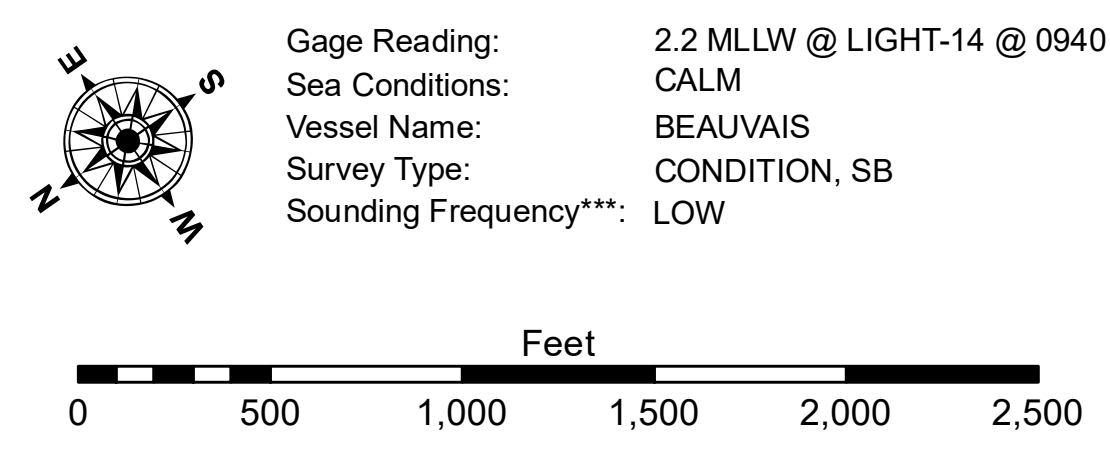 E S
N W
Gage Reading: 2.2 MLLW @ LIGHT-14 @ 0940
Sea Conditions: CALM
Vessel Name: BEAUVAIS
Survey Type: CONDITION, SB
Sounding Frequency***: LOW
Feet
0 500 1,000 1,500 2,000 2,500